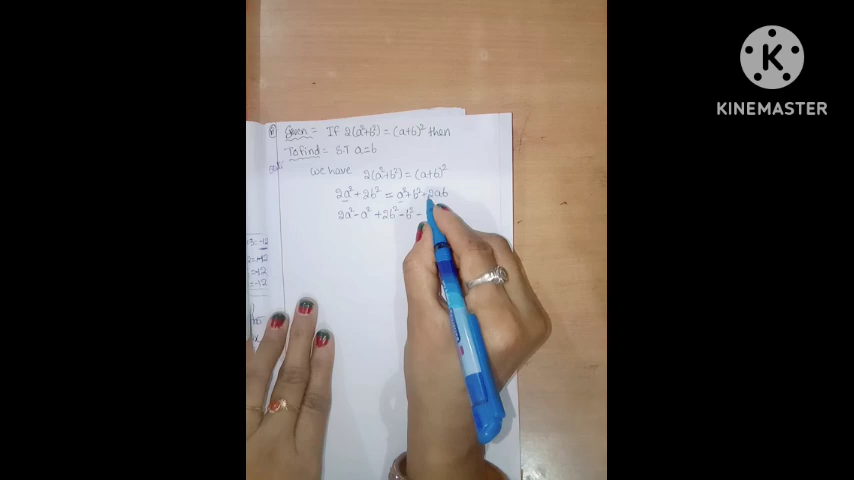 Given = If 2(a²+b²) = (a+b)² then
To find = S.T a=b
we have 2(a²+b²) = (a+b)²
2a² + 2b² = a²+b²+2ab
2a²-a² +2b²-b² -
KINEMASTER